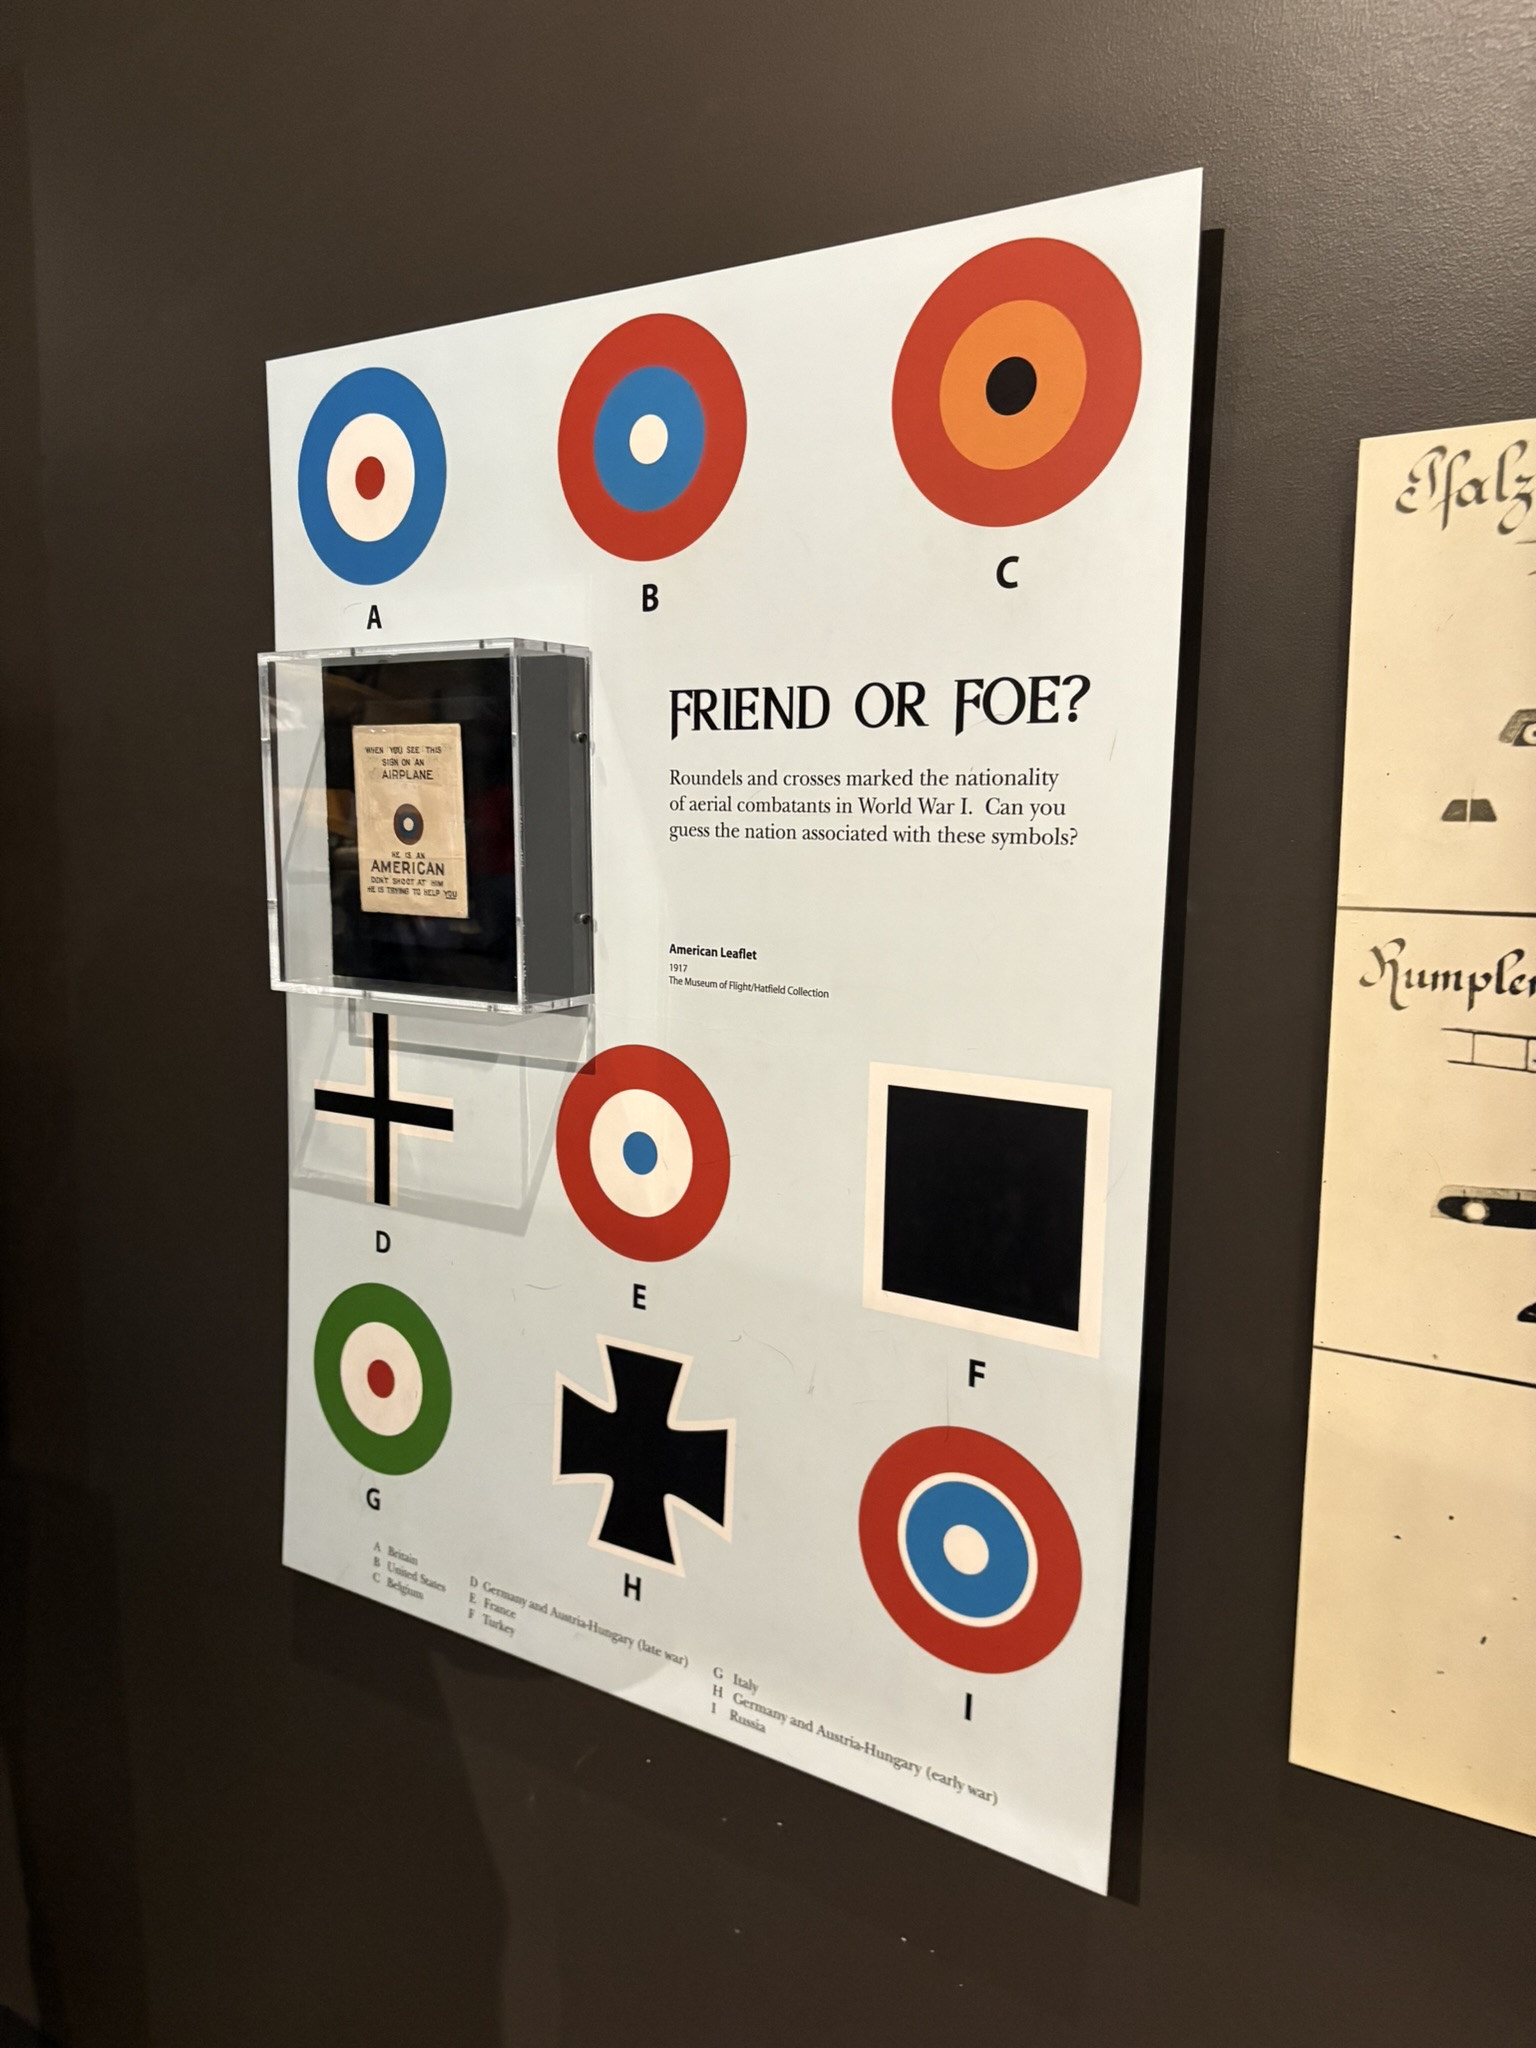 A
B
C
WHEN YOU SEE THIS
SIGN ON AN
AIRPLANE
HE IS AN
AMERICAN
DON'T SHOOT AT HIM
HE IS TRYING TO HELP YOU
FRIEND OR FOE?
Roundels and crosses marked the nationality
of aerial combatants in World War I. Can you
guess the nation associated with these symbols?
American Leaflet
1917
The Museum of Flight/Hatfield Collection
D
E
F
G
H
I
A Britain
B United States
C Belgium
D Germany and Austria-Hungary (late war)
E France
F Turkey
G Italy
H Germany and Austria-Hungary (early war)
I Russia
Pfalz
Rumpler